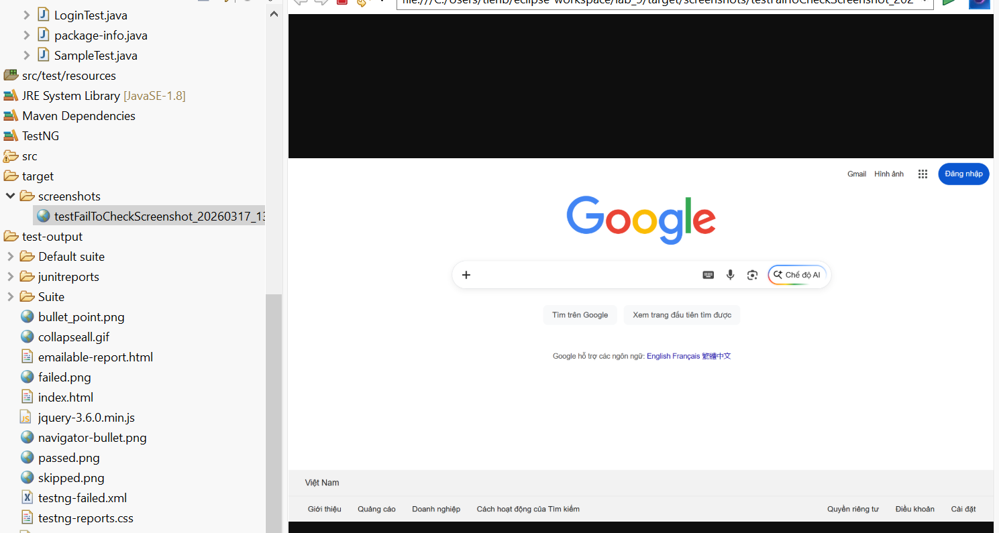 LoginTest.java
package-info.java
SampleTest.java
src/test/resources
JRE System Library [JavaSE-1.8]
Maven Dependencies
TestNG
src
target
screenshots
testFailToCheckScreenshot_20260317_13
test-output
Default suite
junitreports
Suite
bullet_point.png
collapseall.gif
emailable-report.html
failed.png
index.html
jquery-3.6.0.min.js
navigator-bullet.png
passed.png
skipped.png
testng-failed.xml
testng-reports.css
file:///C:/Users/tienb/eclipse-workspace/lab_9/target/screenshots/testFailToCheckScreenshot_202
Gmail Hình ảnh Đăng nhập
Google
Chế độ AI
Tìm trên Google Xem trang đầu tiên tìm được
Google hỗ trợ các ngôn ngữ: English Français 繁體中文
Việt Nam
Giới thiệu Quảng cáo Doanh nghiệp Cách hoạt động của Tìm kiếm Quyền riêng tư Điều khoản Cài đặt